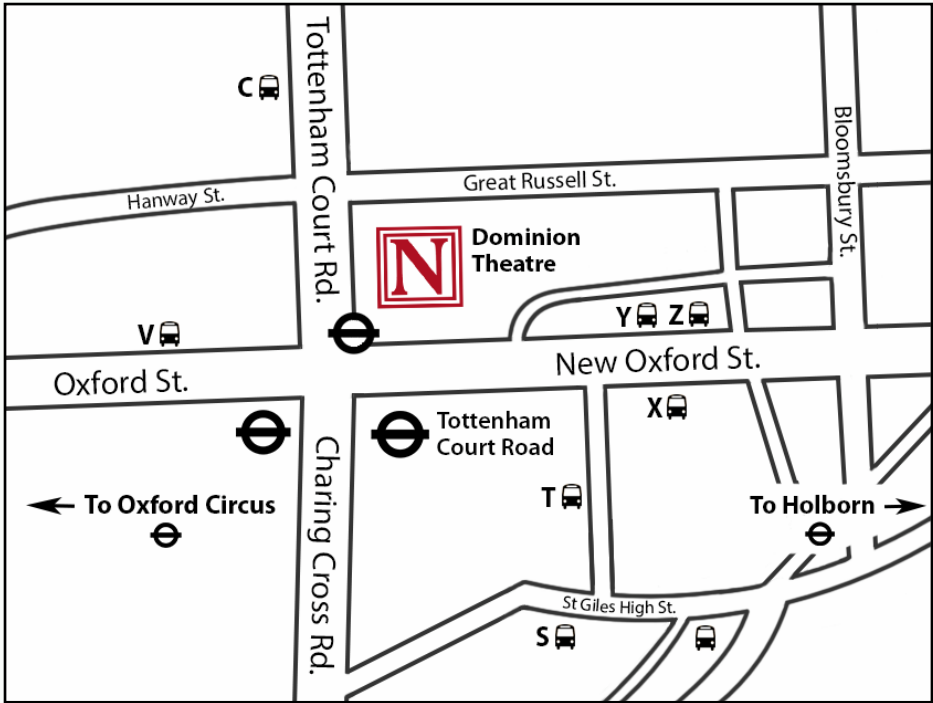 Tottenham Court Rd.
C
Bloomsbury St.
Great Russell St.
Hanway St.
N
Dominion
Theatre
Y
Z
V
New Oxford St.
Oxford St.
X
Tottenham
Court Road
Charing Cross Rd.
T
To Oxford Circus
To Holborn
St Giles High St.
S